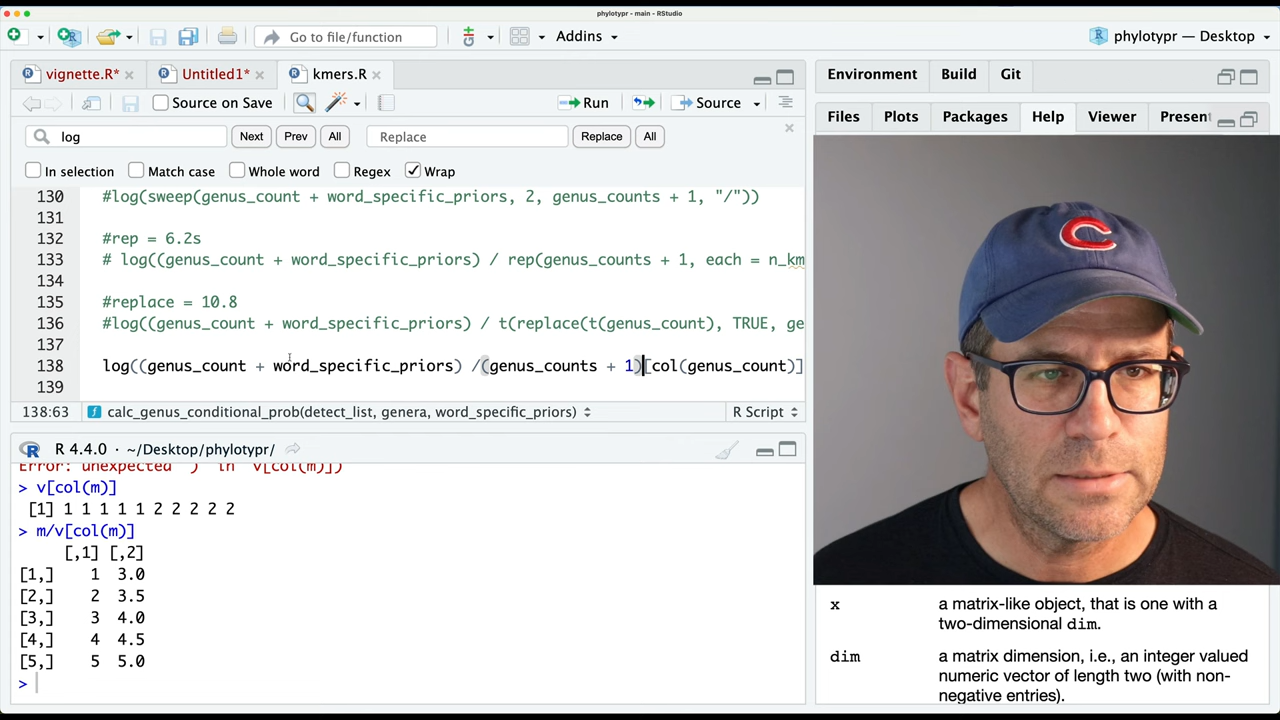 phylotypr - main - RStudio
Go to file/function
Addins
phylotypr — Desktop
vignette.R*
Untitled1*
kmers.R
Source on Save
Run
Source
log
Next
Prev
All
Replace
Replace
All
In selection
Match case
Whole word
Regex
Wrap
130 #log(sweep(genus_count + word_specific_priors, 2, genus_counts + 1, "/"))
131
132 #rep = 6.2s
133 # log((genus_count + word_specific_priors) / rep(genus_counts + 1, each = n_km
134
135 #replace = 10.8
136 #log((genus_count + word_specific_priors) / t(replace(t(genus_count), TRUE, ge
137
138 log((genus_count + word_specific_priors) /(genus_counts + 1)[col(genus_count)]
139
138:63
calc_genus_conditional_prob(detect_list, genera, word_specific_priors)
R Script
R 4.4.0 · ~/Desktop/phylotypr/
Error: unexpected ')' in "v[col(m)])"
> v[col(m)]
[1] 1 1 1 1 1 2 2 2 2 2
> m/v[col(m)]
[,1] [,2]
[1,] 1 3.0
[2,] 2 3.5
[3,] 3 4.0
[4,] 4 4.5
[5,] 5 5.0
>
Environment
Build
Git
Files
Plots
Packages
Help
Viewer
Present
C
x a matrix-like object, that is one with a
two-dimensional dim.
dim a matrix dimension, i.e., an integer valued
numeric vector of length two (with non-
negative entries).